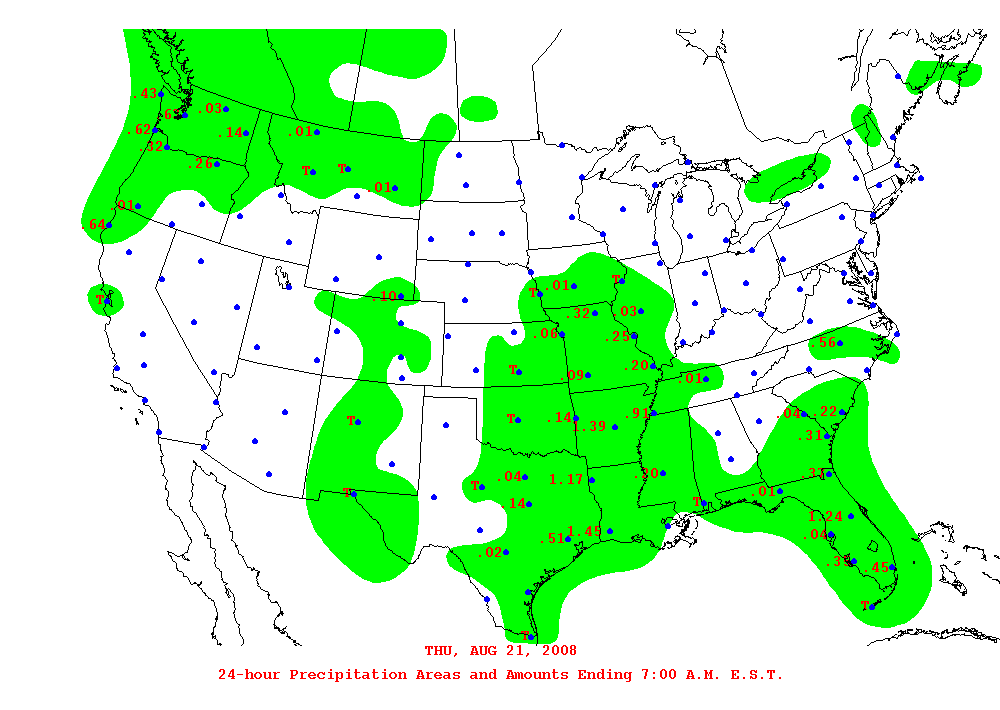 .43
.03
.62
.14
.01
.32
.26
T T
.01
.01
.64
T .01
T
.10
T
.32
.03
.06
.25
.56
.20
T
.09
.01
.91
.04 .22
T
T
.14
1.39
.31
.04
1.17
.30
.37
T
T
.01
.14
T
1.24
1.45
.04
.51
.02
.45
T
T
THU, AUG 21, 2008
24-hour Precipitation Areas and Amounts Ending 7:00 A.M. E.S.T.